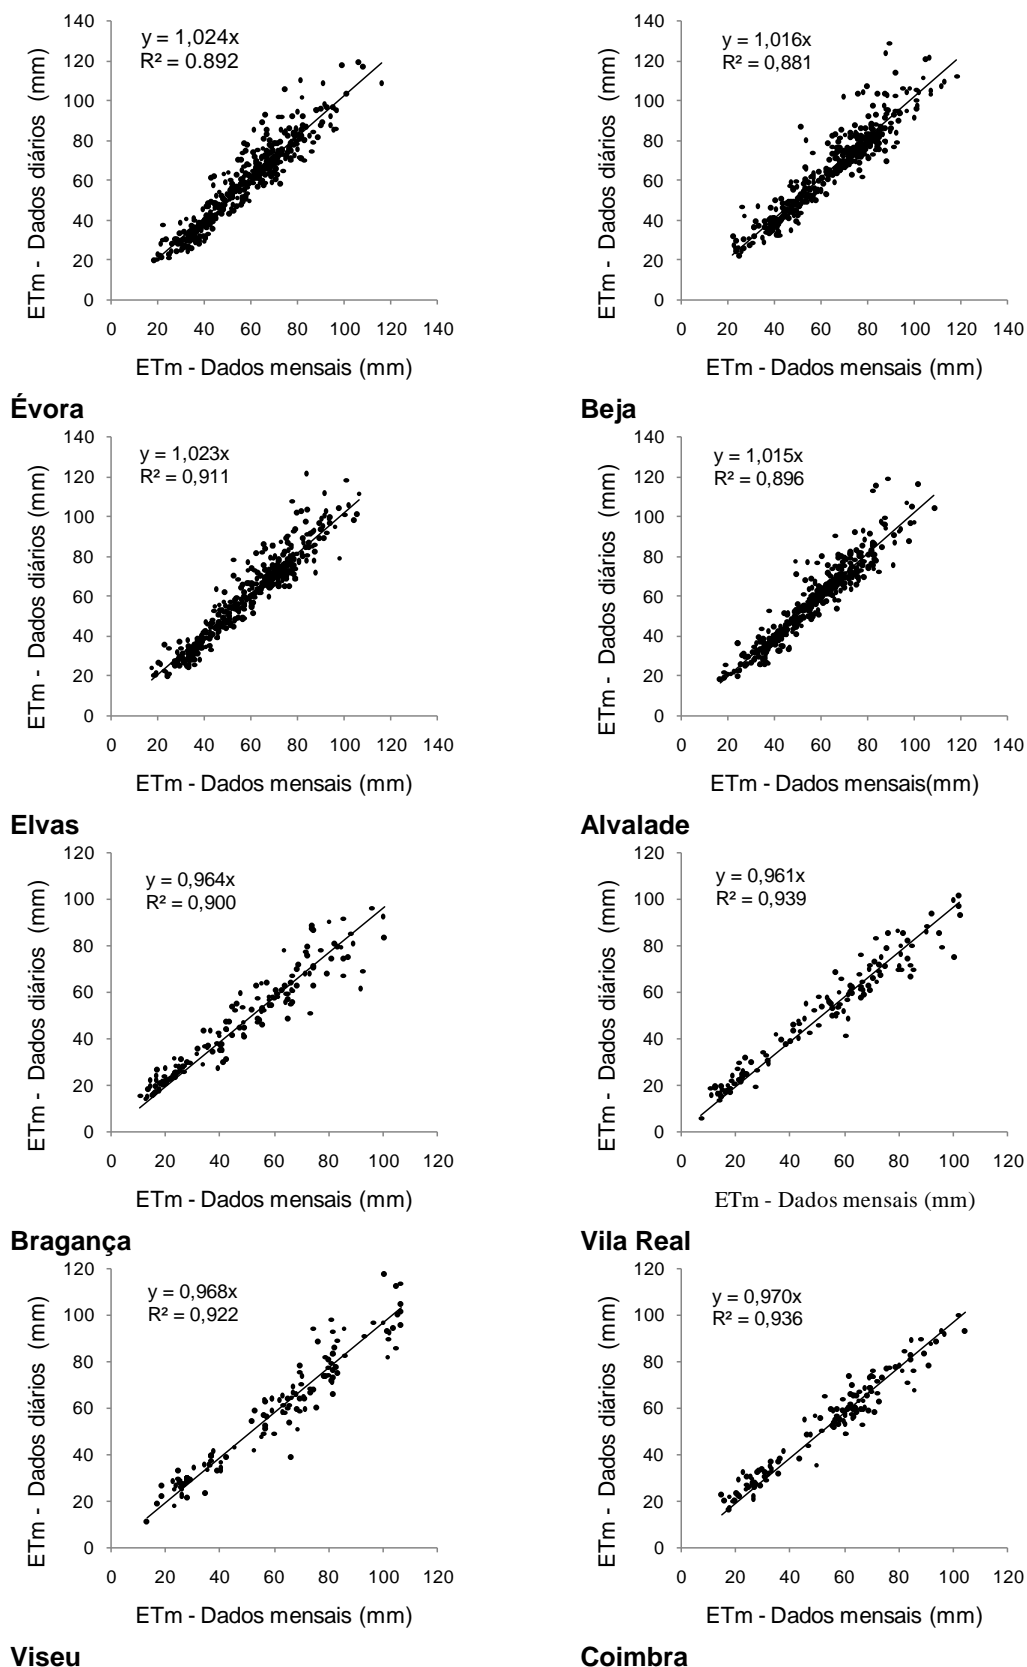 ETm - Dados diários (mm)
140
120
100
80
60
40
20
0
y = 1,024x
R² = 0.892
0 20 40 60 80 100 120 140
ETm - Dados mensais (mm)
Évora
ETm - Dados diários (mm)
140
120
100
80
60
40
20
0
y = 1,016x
R² = 0,881
0 20 40 60 80 100 120 140
ETm - Dados mensais (mm)
Beja
ETm - Dados diários (mm)
140
120
100
80
60
40
20
0
y = 1,023x
R² = 0,911
0 20 40 60 80 100 120 140
ETm - Dados mensais (mm)
Elvas
ETm - Dados diários (mm)
140
120
100
80
60
40
20
0
y = 1,015x
R² = 0,896
0 20 40 60 80 100 120 140
ETm - Dados mensais(mm)
Alvalade
ETm - Dados diários (mm)
120
100
80
60
40
20
0
y = 0,964x
R² = 0,900
0 20 40 60 80 100 120
ETm - Dados mensais (mm)
Bragança
ETm - Dados diários (mm)
120
100
80
60
40
20
0
y = 0,961x
R² = 0,939
0 20 40 60 80 100 120
ETm - Dados mensais (mm)
Vila Real
ETm - Dados diários (mm)
120
100
80
60
40
20
0
y = 0,968x
R² = 0,922
0 20 40 60 80 100 120
ETm - Dados mensais (mm)
Viseu
ETm - Dados diários (mm)
120
100
80
60
40
20
0
y = 0,970x
R² = 0,936
0 20 40 60 80 100 120
ETm - Dados mensais (mm)
Coimbra